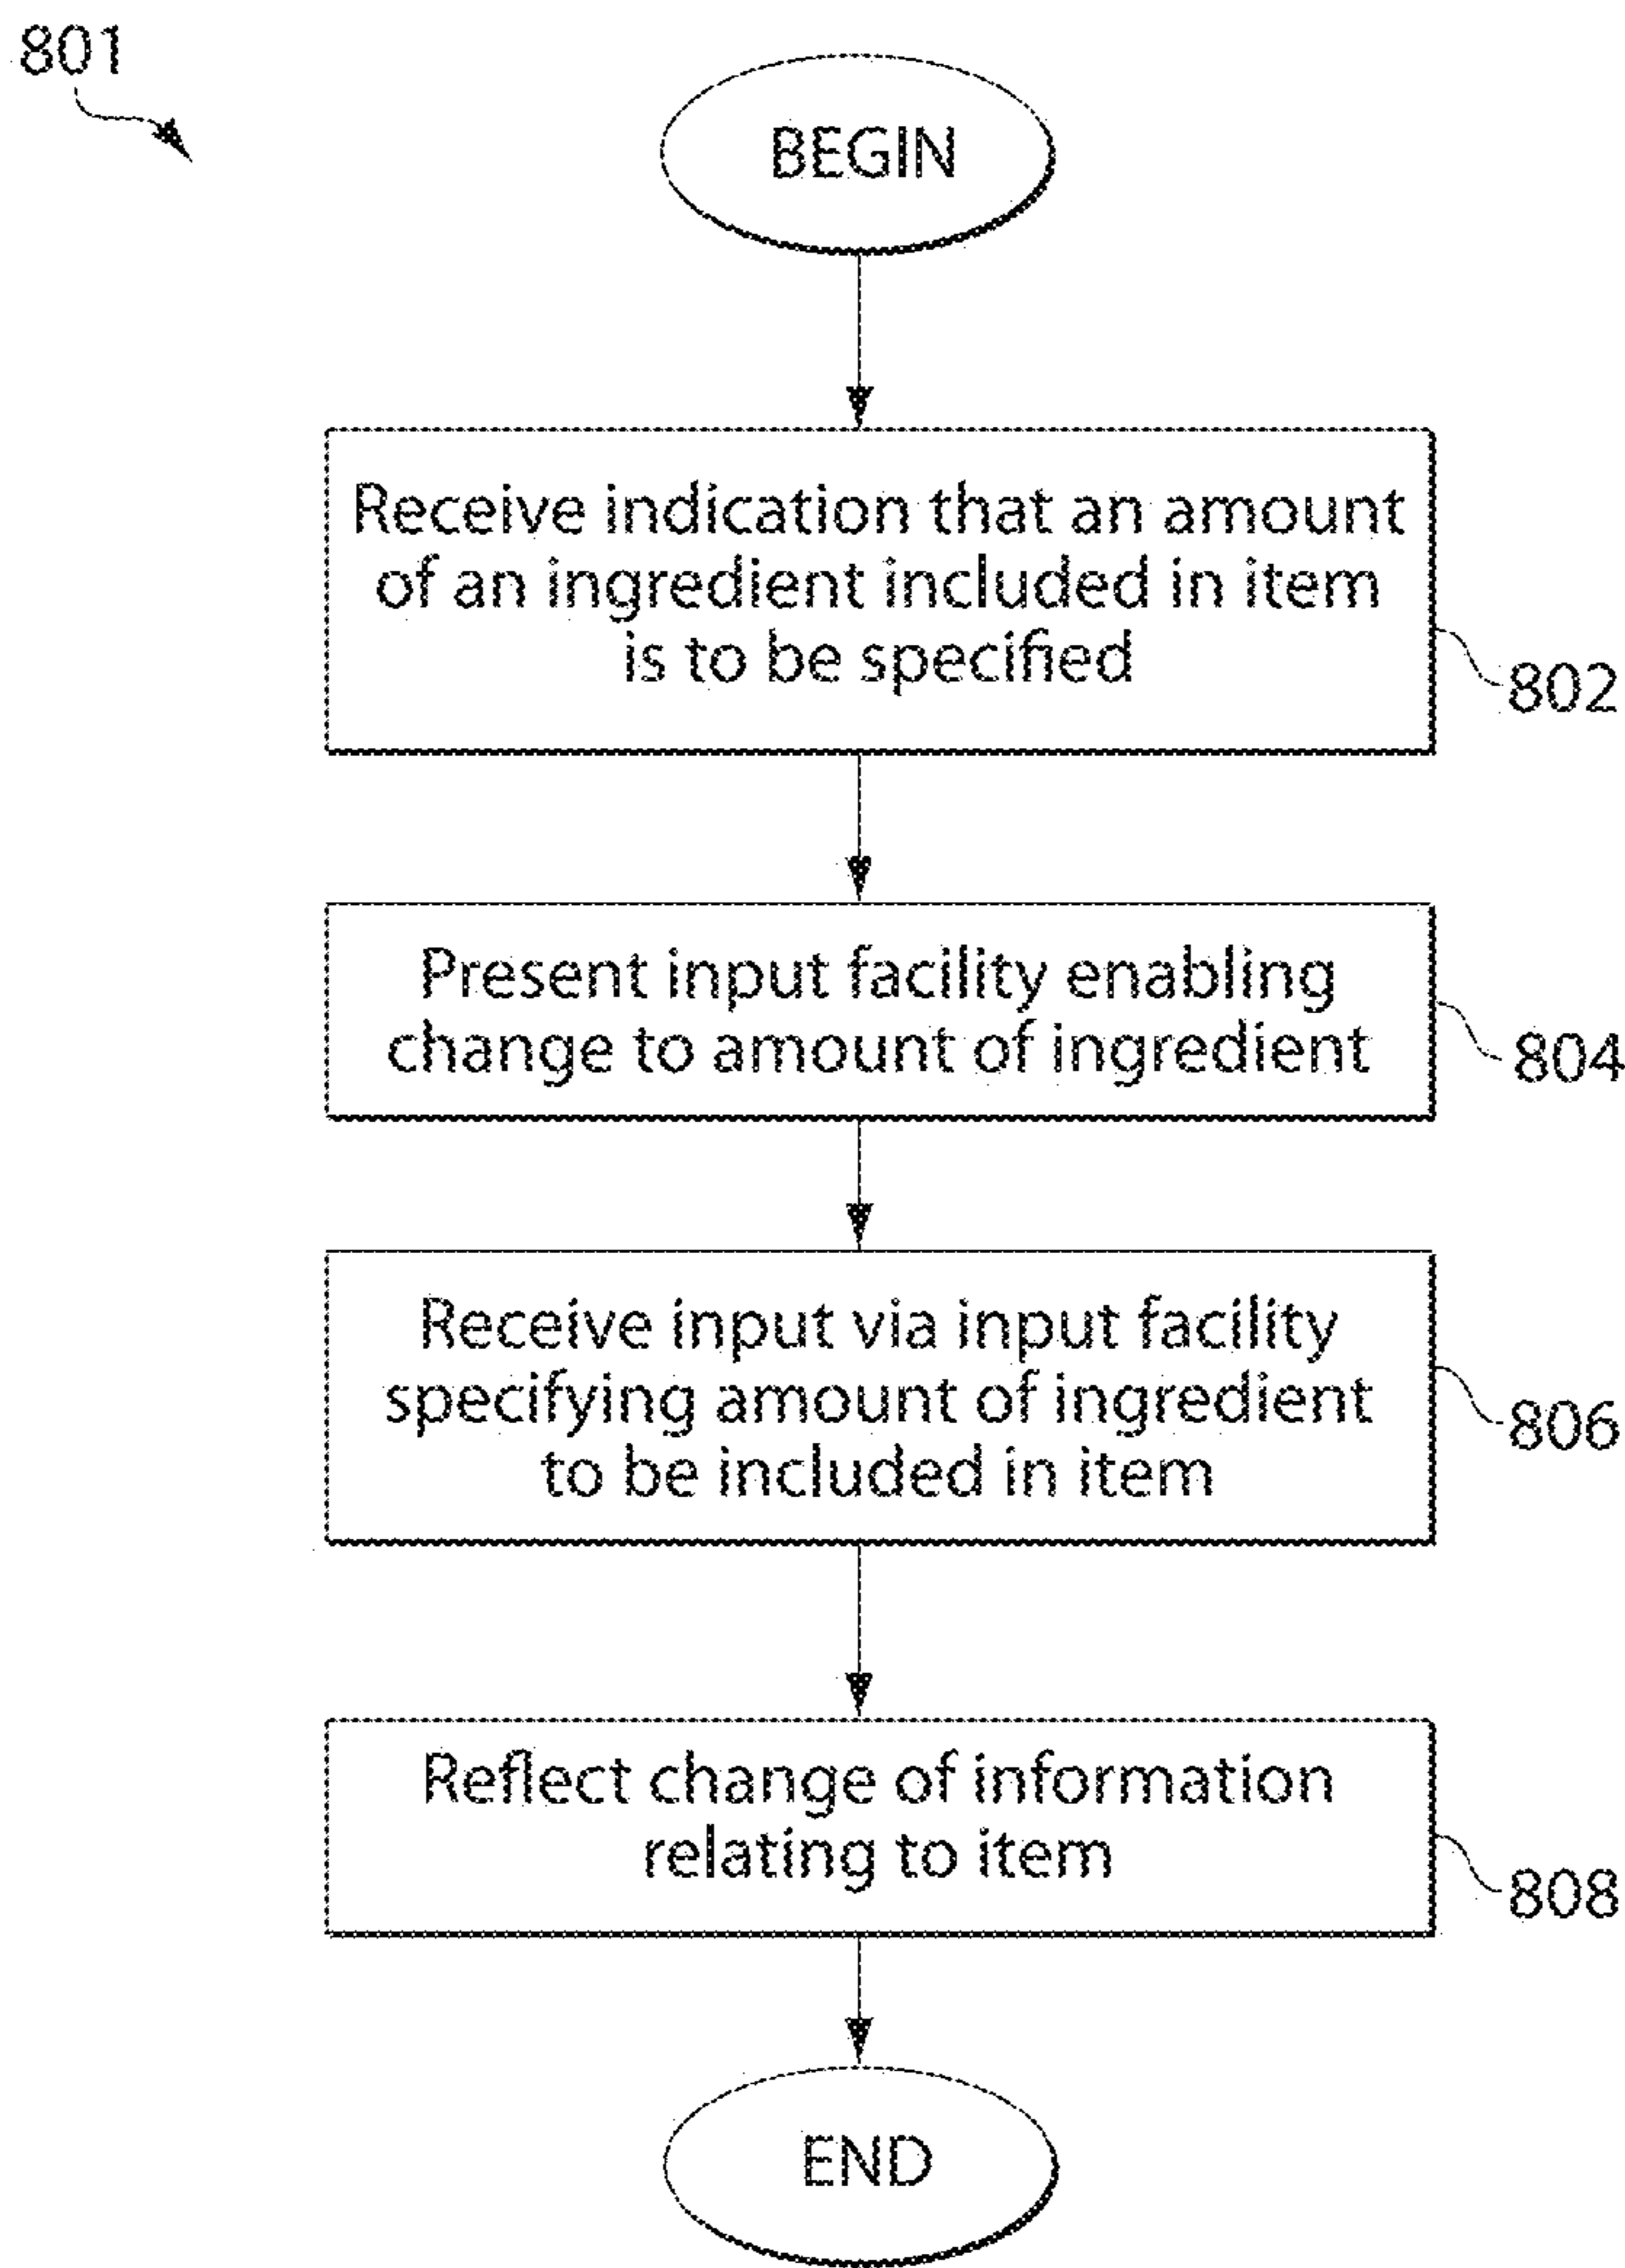 801
BEGIN
Receive indication that an amount
of an ingredient included in item
is to be specified
802
Present input facility enabling
change to amount of ingredient
804
Receive input via input facility
specifying amount of ingredient
to be included in item
806
Reflect change of information
relating to item
808
END